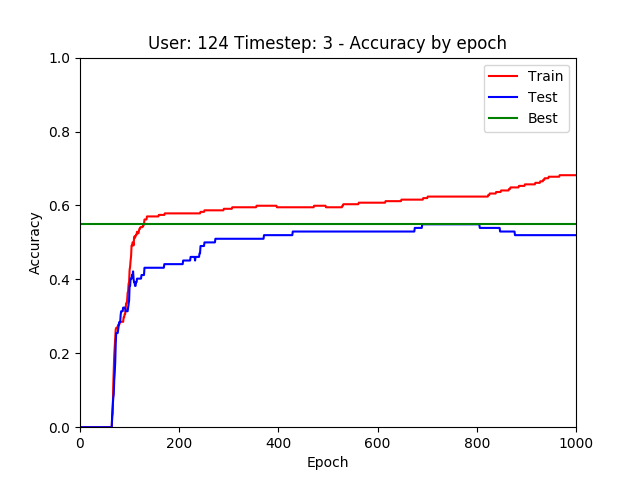 User: 124 Timestep: 3 - Accuracy by epoch
Train
Test
Best
1.0
0.8
0.6
0.4
0.2
0.0
Accuracy
0 200 400 600 800 1000
Epoch